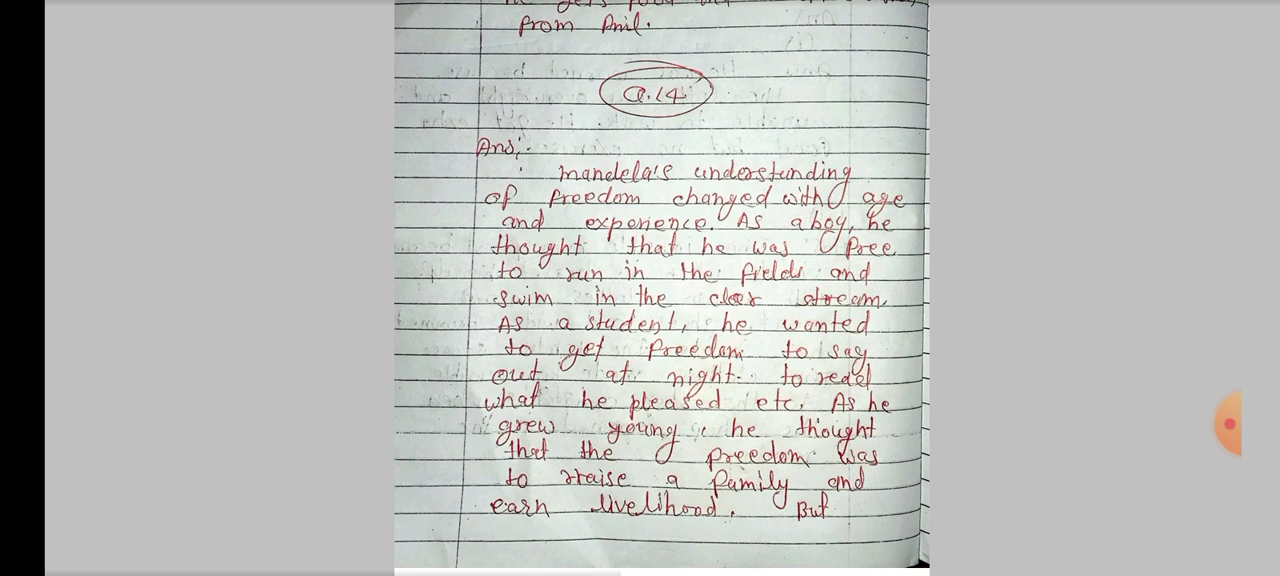 from Anil.
Q.14
Ans:-
Mandela's understanding
of freedom changed with age
and experience. As a boy, he
thought that he was free
to run in the fields and
swim in the clear stream.
As a student, he wanted
to get freedom to say
out at night. to read
what he pleased etc. As he
grew young, he thought
that the freedom was
to raise a family and
earn livelihood. But